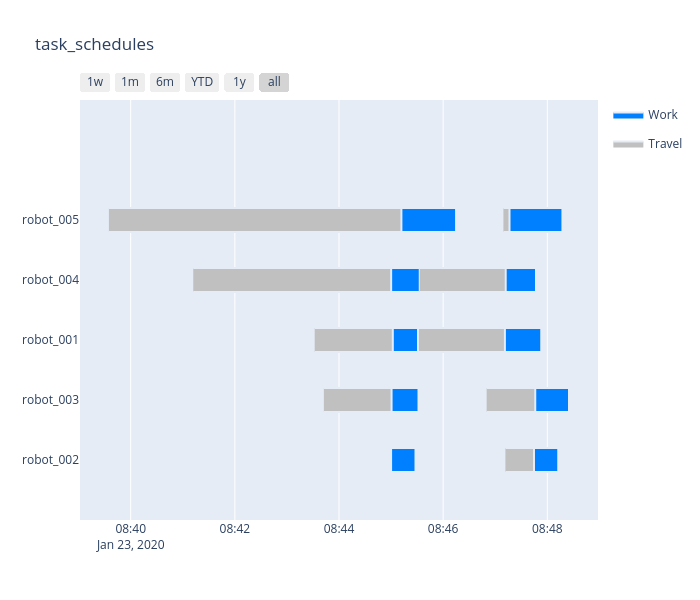 task_schedules
1w 1m 6m YTD 1y all
Work
Travel
robot_005
robot_004
robot_001
robot_003
robot_002
08:40 08:42 08:44 08:46 08:48
Jan 23, 2020